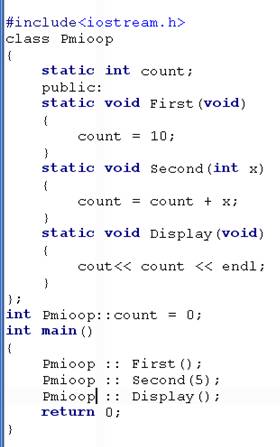 #include<iostream.h>
class Pmioop
{
static int count;
public:
static void First(void)
{
count = 10;
}
static void Second(int x)
{
count = count + x;
}
static void Display(void)
{
cout<< count << endl;
}
};
int Pmioop::count = 0;
int main()
{
Pmioop :: First();
Pmioop :: Second(5);
Pmioop :: Display();
return 0;
}